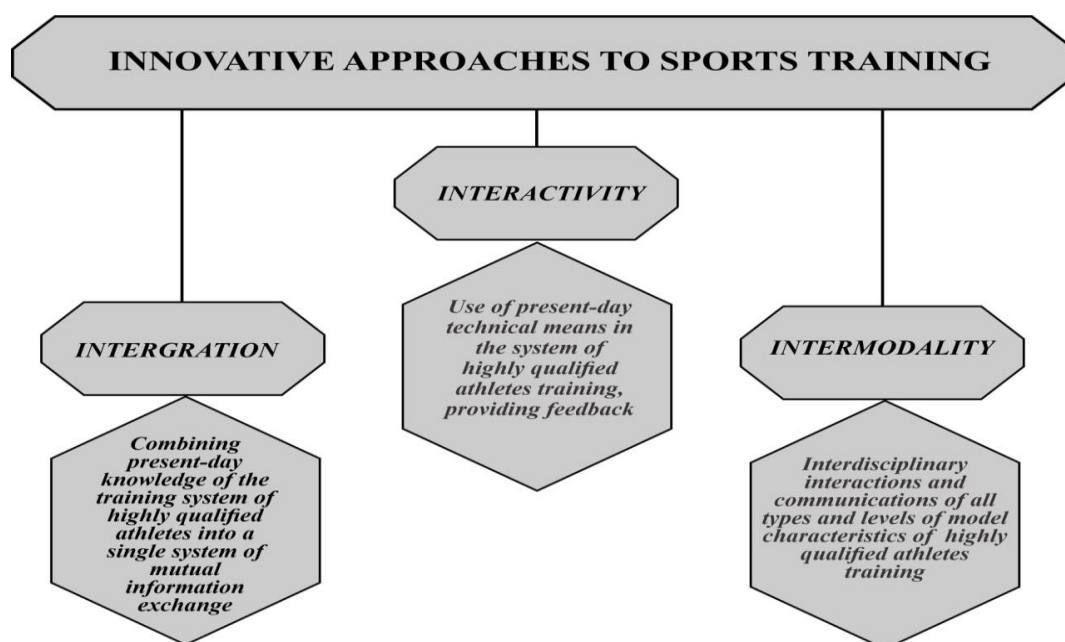 INNOVATIVE APPROACHES TO SPORTS TRAINING
INTERACTIVITY
Use of present-day
technical means in
the system of
highly qualified
athletes training,
providing feedback
INTERGRATION
Combining
present-day
knowledge of the
training system of
highly qualified
athletes into a
single system of
mutual
information
exchange
INTERMODALITY
Interdisciplinary
interactions and
communications of all
types and levels of model
characteristics of highly
qualified athletes
training